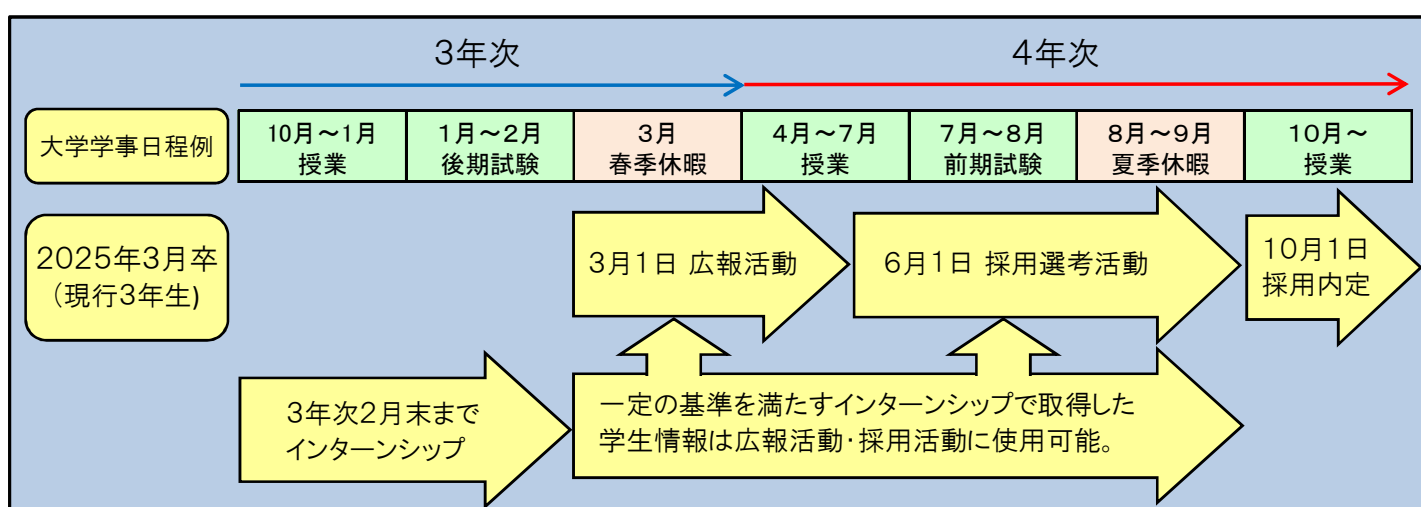 3年次
4年次
大学学事日程例
10月～1月
授業
1月～2月
後期試験
3月
春季休暇
4月～7月
授業
7月～8月
前期試験
8月～9月
夏季休暇
10月～
授業
2025年3月卒
（現行3年生)
3月1日 広報活動
6月1日 採用選考活動
10月1日
採用内定
3年次2月末まで
インターンシップ
一定の基準を満たすインターンシップで取得した
学生情報は広報活動・採用活動に使用可能。